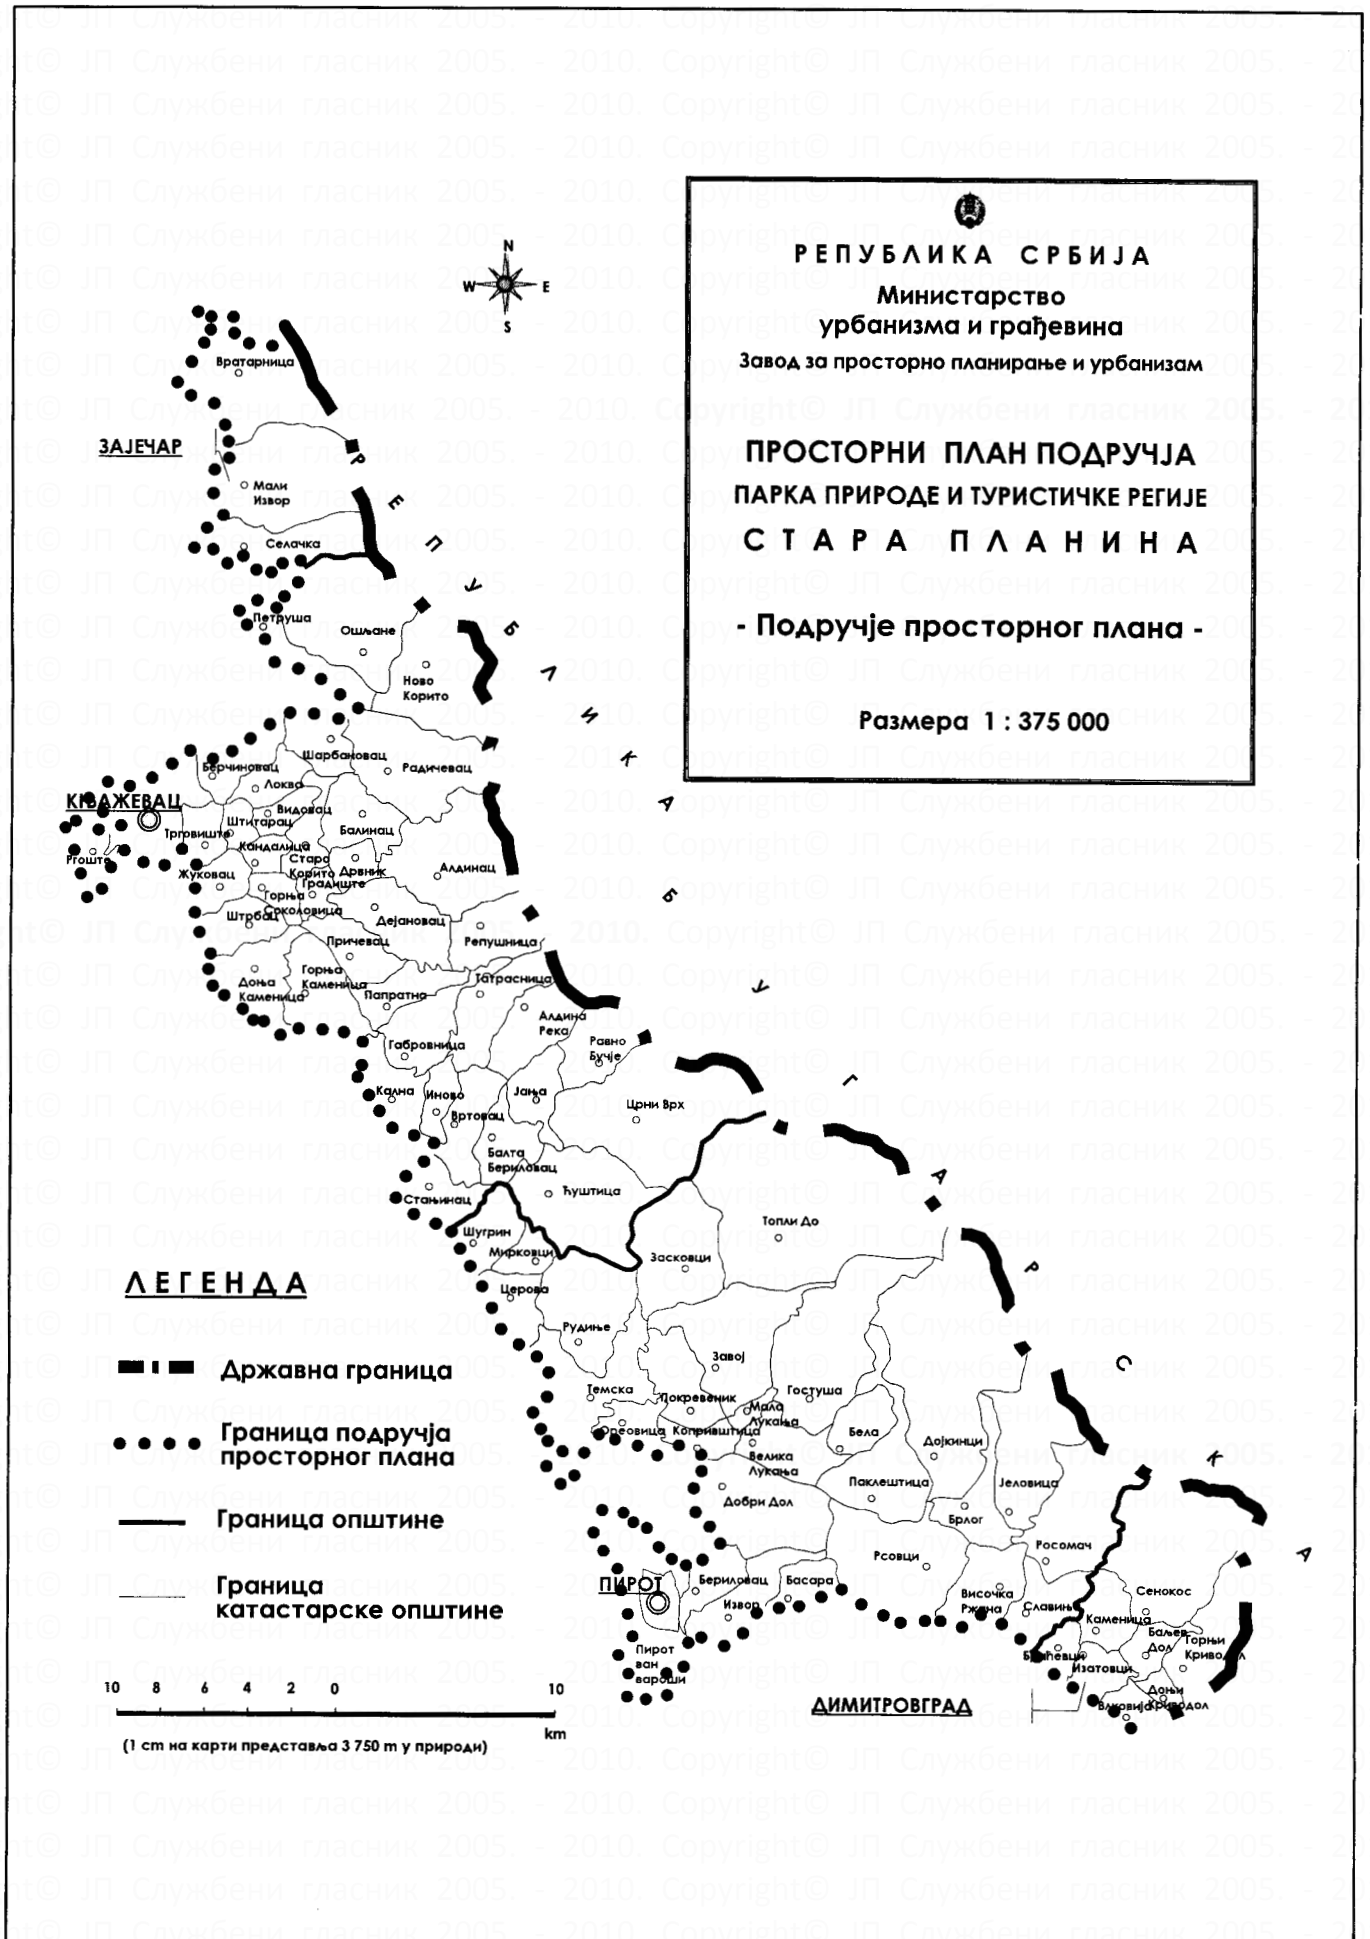 РЕПУБЛИКА СРБИЈА
Министарство
урбанизма и грађевина
Завод за просторно планирање и урбанизам
ПРОСТОРНИ ПЛАН ПОДРУЧЈА
ПАРКА ПРИРОДЕ И ТУРИСТИЧКЕ РЕГИЈЕ
СТАРА ПЛАНИНА
- Подручје просторног плана -
Размера 1 : 375 000
N
W E
S
РЕПУБЛИКА БУГАРСКА
Вратарница
ЗАЈЕЧАР
Мали
Извор
Селачка
Петруша
Ошљане
Ново
Корито
Шарбановац
Радичевац
Берчиновац
Локва
КЊАЖЕВАЦ
Видовац
Штитарац
Балинац
Трговиште
Кандалица
Ргоште
Старо
Корито
Дрвник
Алдинац
Жуковац
Градиште
Горња
Соколовица
Штрбац
Дејановац
Причевац
Репушница
Горња
Каменица
Татрасница
Доња
Каменица
Папратна
Алдина
Река
Габровница
Равно
Бучје
Кална
Иново
Јања
Вртовац
Црни Врх
Балта
Бериловац
Стањинац
Ћуштица
Шугрин
Мирковци
Топли До
Засковци
Церова
Рудиње
Завој
Темска
Покревеник
Гостуша
Мала
Лукања
Ореовица
Копривштица
Бела
Дојкинци
Велика
Лукања
Паклештица
Јеловица
Добри Дол
Брлог
Росомач
Рсовци
ПИРОТ
Бериловац
Басара
Височка
Ржана
Сенокос
Извор
Славиња
Каменица
Баљев
Дол
Горњи
Криводол
Пирот
ван
вароши
Браћевци
Изатовци
Доњи
Криводол
Влковија
ДИМИТРОВГРАД
ЛЕГЕНДА
Државна граница
Граница подручја
просторног плана
Граница општине
Граница
катастарске општине
10 8 6 4 2 0 10
km
(1 cm на карти представља 3 750 m у природи)
Copyright© ЈП Службени гласник 2005. - 2010.